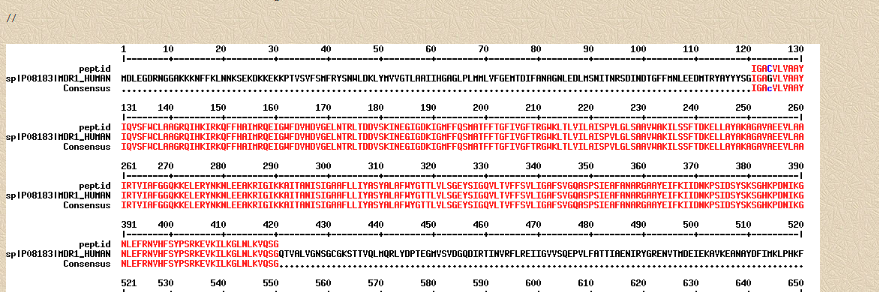 //
1 10 20 30 40 50 60 70 80 90 100 110 120 130
peptid IGACVLVAAY
sp|P08183|MDR1_HUMAN MDLEGDRNGGAKKKNFFKLNNKSEKDKKEKKPTVSVFSMFRYSNWLDKLYMVVGTLAAIIHGAGLPLMMLVFGEMTDIFANAGNLEDLMSNITNRSDINDTGFFMNLEEDMTRYAYYYSGIGAGVLVAAY
Consensus .........................................................................................................................IGAcVLVAAY
131 140 150 160 170 180 190 200 210 220 230 240 250 260
peptid IQVSFWCLAAGRQIHKIRKQFFHAIMRQEIGWFDVHDVGELNTRLTDDVSKINEGIGDKIGMFFQSMATFFTGFIVGFTRGWKLTLVILAISPVLGLSAAVWAKILSSFTDKELLAYAKAGAVAEEVLAA
sp|P08183|MDR1_HUMAN IQVSFWCLAAGRQIHKIRKQFFHAIMRQEIGWFDVHDVGELNTRLTDDVSKINEGIGDKIGMFFQSMATFFTGFIVGFTRGWKLTLVILAISPVLGLSAAVWAKILSSFTDKELLAYAKAGAVAEEVLAA
Consensus IQVSFWCLAAGRQIHKIRKQFFHAIMRQEIGWFDVHDVGELNTRLTDDVSKINEGIGDKIGMFFQSMATFFTGFIVGFTRGWKLTLVILAISPVLGLSAAVWAKILSSFTDKELLAYAKAGAVAEEVLAA
261 270 280 290 300 310 320 330 340 350 360 370 380 390
peptid IRTVIAFGGQKKELERYNKNLEEAKRIGIKKAITANISIGAAFLLIYASYALAFWYGTTLVLSGEYSIGQVLTVFFSVLIGAFSVGQASPSIEAFANARGAAYEIFKIIDNKPSIDSYSKSGHKPDNIKG
sp|P08183|MDR1_HUMAN IRTVIAFGGQKKELERYNKNLEEAKRIGIKKAITANISIGAAFLLIYASYALAFWYGTTLVLSGEYSIGQVLTVFFSVLIGAFSVGQASPSIEAFANARGAAYEIFKIIDNKPSIDSYSKSGHKPDNIKG
Consensus IRTVIAFGGQKKELERYNKNLEEAKRIGIKKAITANISIGAAFLLIYASYALAFWYGTTLVLSGEYSIGQVLTVFFSVLIGAFSVGQASPSIEAFANARGAAYEIFKIIDNKPSIDSYSKSGHKPDNIKG
391 400 410 420 430 440 450 460 470 480 490 500 510 520
peptid NLEFRNVHFSYPSRKEVKILKGLNLKVQSG
sp|P08183|MDR1_HUMAN NLEFRNVHFSYPSRKEVKILKGLNLKVQSGQTVALVGNSGCGKSTTVQLMQRLYDPTEGMVSVDGQDIRTINVRFLREIIGVVSQEPVLFATTIAENIRYGRENVTMDEIEKAVKEANAYDFIMKLPHKF
Consensus NLEFRNVHFSYPSRKEVKILKGLNLKVQSG....................................................................................................
521 530 540 550 560 570 580 590 600 610 620 630 640 650